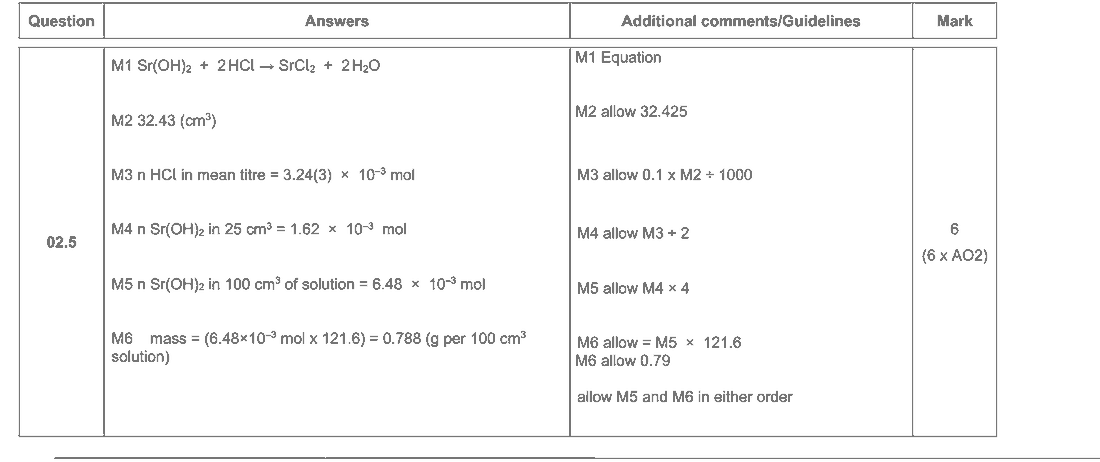 Question Answers Additional comments/Guidelines Mark
02.5
M1 Sr(OH)₂ + 2HCl → SrCl₂ + 2H₂O
M2 32.43 (cm³)
M3 n HCl in mean titre = 3.24(3) × 10⁻³ mol
M4 n Sr(OH)₂ in 25 cm³ = 1.62 × 10⁻³ mol
M5 n Sr(OH)₂ in 100 cm³ of solution = 6.48 × 10⁻³ mol
M6 mass = (6.48×10⁻³ mol x 121.6) = 0.788 (g per 100 cm³
solution)
M1 Equation
M2 allow 32.425
M3 allow 0.1 x M2 ÷ 1000
M4 allow M3 ÷ 2
M5 allow M4 × 4
M6 allow = M5 × 121.6
M6 allow 0.79
allow M5 and M6 in either order
6
(6 x AO2)